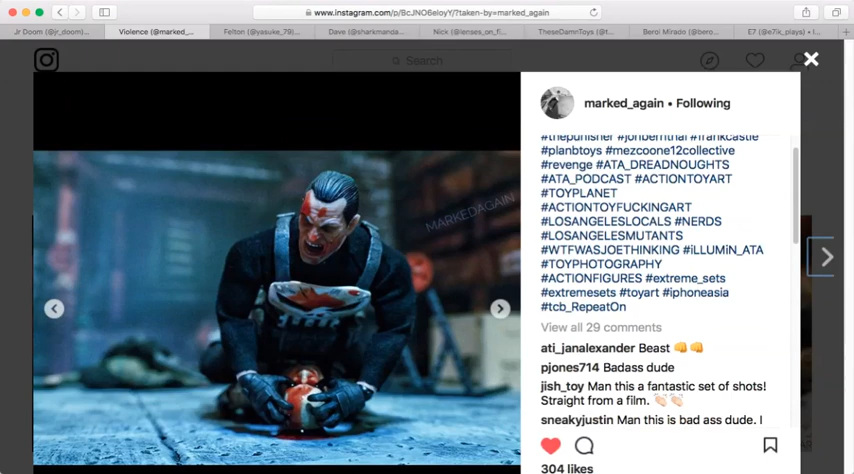 www.instagram.com/p/BcJNO6eloyY/?taken-by=marked_again
Jr Doom (@jr_doom)...
Violence (@marked_...
Felton (@yasuke_79)...
Dave (@sharkmanda...
Nick (@lenses_on_fi...
TheseDamnToys (@t...
Berol Mirado (@bero...
E7 (@e7ik_plays) • I...
Search
marked_again • Following
#thepunisher #jonbernthal #frankcastle
#planbtoys #mezcoone12collective
#revenge #ATA_DREADNOUGHTS
#ATA_PODCAST #ACTIONTOYART
#TOYPLANET
#ACTIONTOYFUCKINGART
#LOSANGELESLOCALS #NERDS
#LOSANGELESMUTANTS
#WTFWASJOETHINKING #iLLUMiN_ATA
#TOYPHOTOGRAPHY
#ACTIONFIGURES #extreme_sets
#extremesets #toyart #iphoneasia
#tcb_RepeatOn
View all 29 comments
ati_janalexander Beast 👊👊
pjones714 Badass dude
jish_toy Man this a fantastic set of shots!
Straight from a film. 👏🏻👏🏻
sneakyjustin Man this is bad ass dude. I
304 likes
MARKEDAGAIN